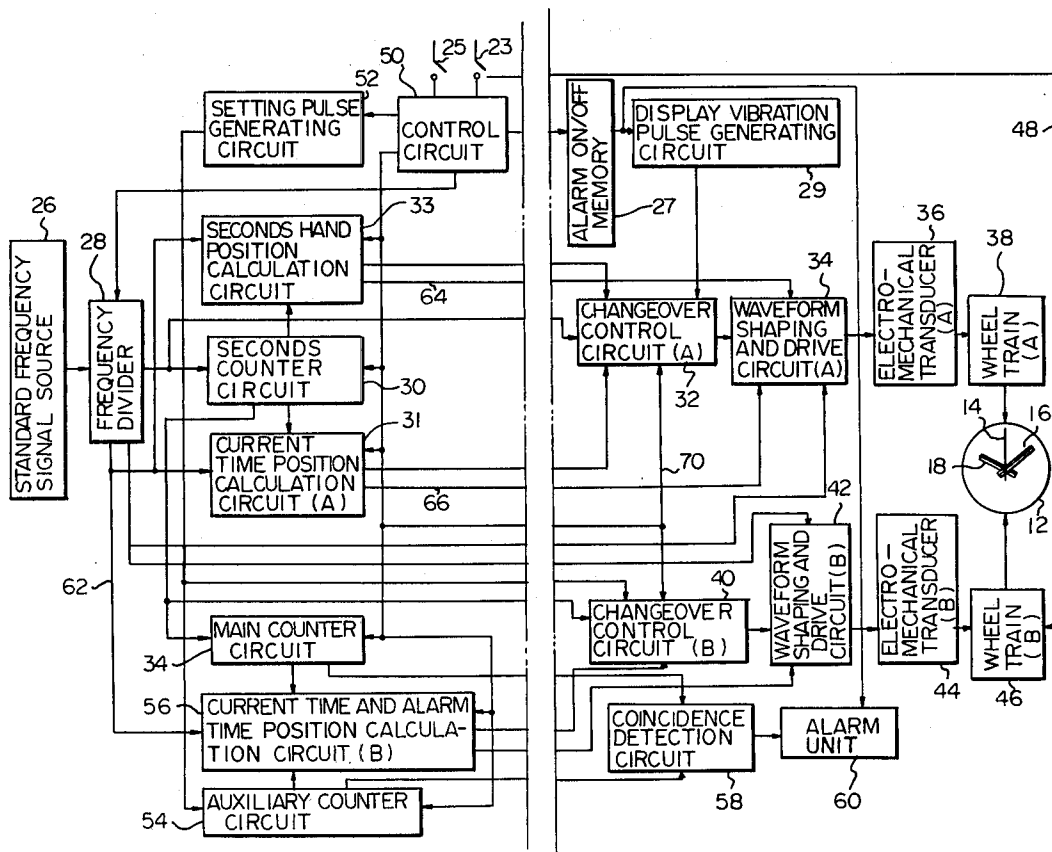 50
25
23
52
SETTING PULSE
GENERATING
CIRCUIT
CONTROL
CIRCUIT
ALARM ON/OFF
MEMORY
27
DISPLAY VIBRATION
PULSE GENERATING
CIRCUIT
29
48
26
STANDARD FREQUENCY
SIGNAL SOURCE
28
FREQUENCY
DIVIDER
33
SECONDS HAND
POSITION
CALCULATION
CIRCUIT
64
SECONDS
COUNTER
CIRCUIT
30
31
CURRENT
TIME POSITION
CALCULATION
CIRCUIT (A)
66
CHANGEOVER
CONTROL
CIRCUIT (A)
32
34
WAVEFORM
SHAPING
AND DRIVE
CIRCUIT(A)
36
ELECTRO-
MECHANICAL
TRANSDUCER
(A)
38
WHEEL
TRAIN
(A)
14
16
18
12
70
62
40
CHANGEOVER
CONTROL
CIRCUIT (B)
42
WAVEFORM
SHAPING AND
DRIVE
CIRCUIT(B)
ELECTRO-
MECHANICAL
TRANSDUCER
(B)
44
WHEEL
TRAIN
(B)
46
MAIN COUNTER
CIRCUIT
34
56
CURRENT TIME AND ALARM
TIME POSITION CALCULA-
TION CIRCUIT (B)
AUXILIARY COUNTER
CIRCUIT
54
COINCIDENCE
DETECTION
CIRCUIT
58
ALARM
UNIT
60